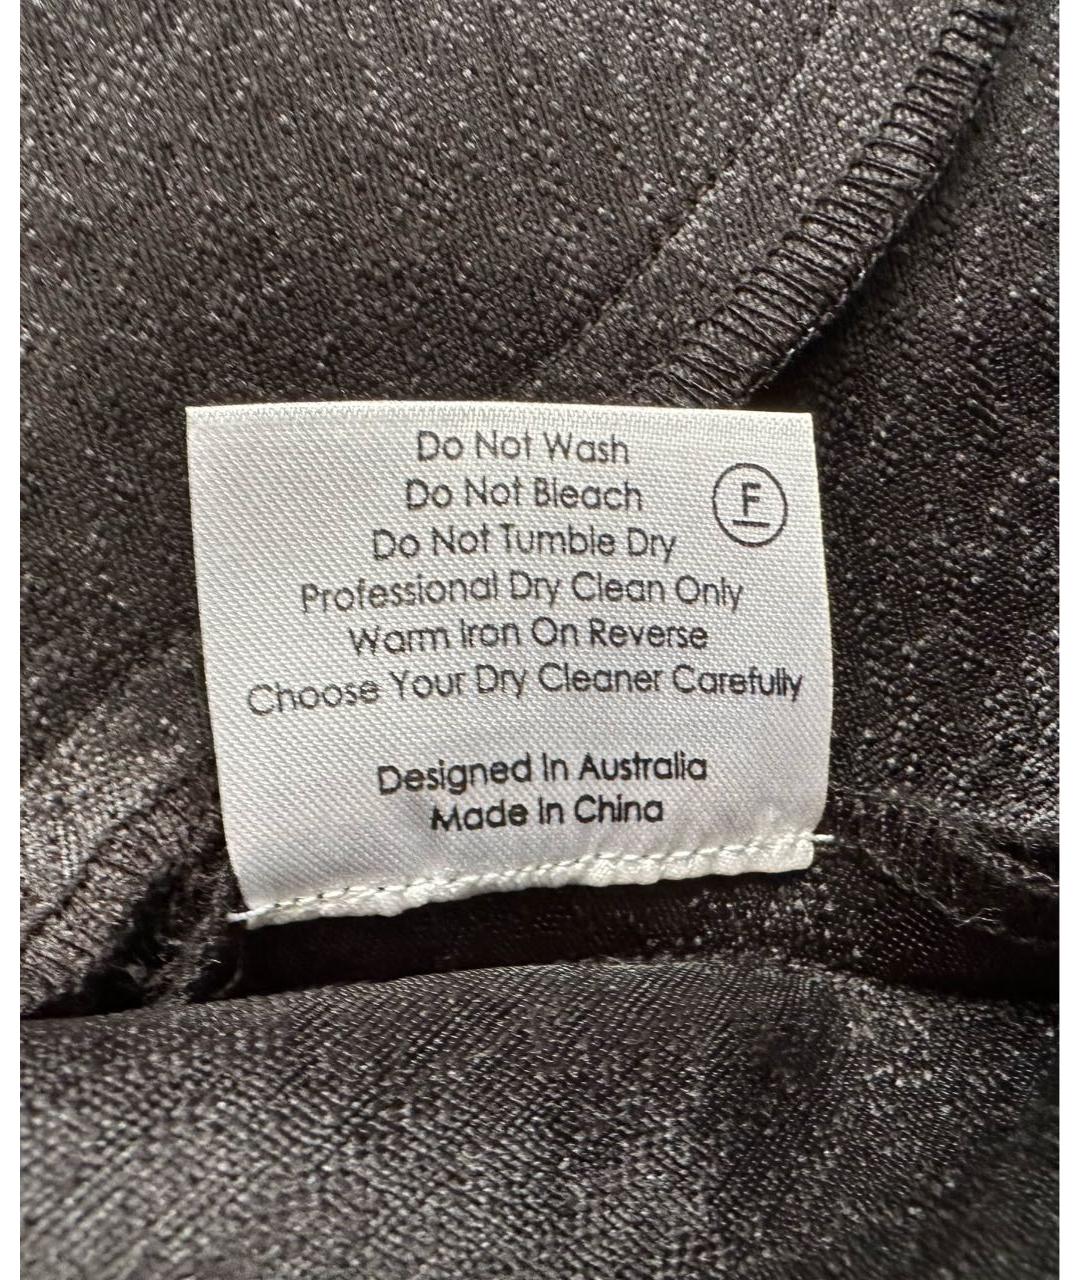 Do Not Wash
Do Not Bleach
F
Do Not Tumble Dry
Professional Dry Clean Only
Warm Iron On Reverse
Choose Your Dry Cleaner Carefully
Designed In Australia
Made In China